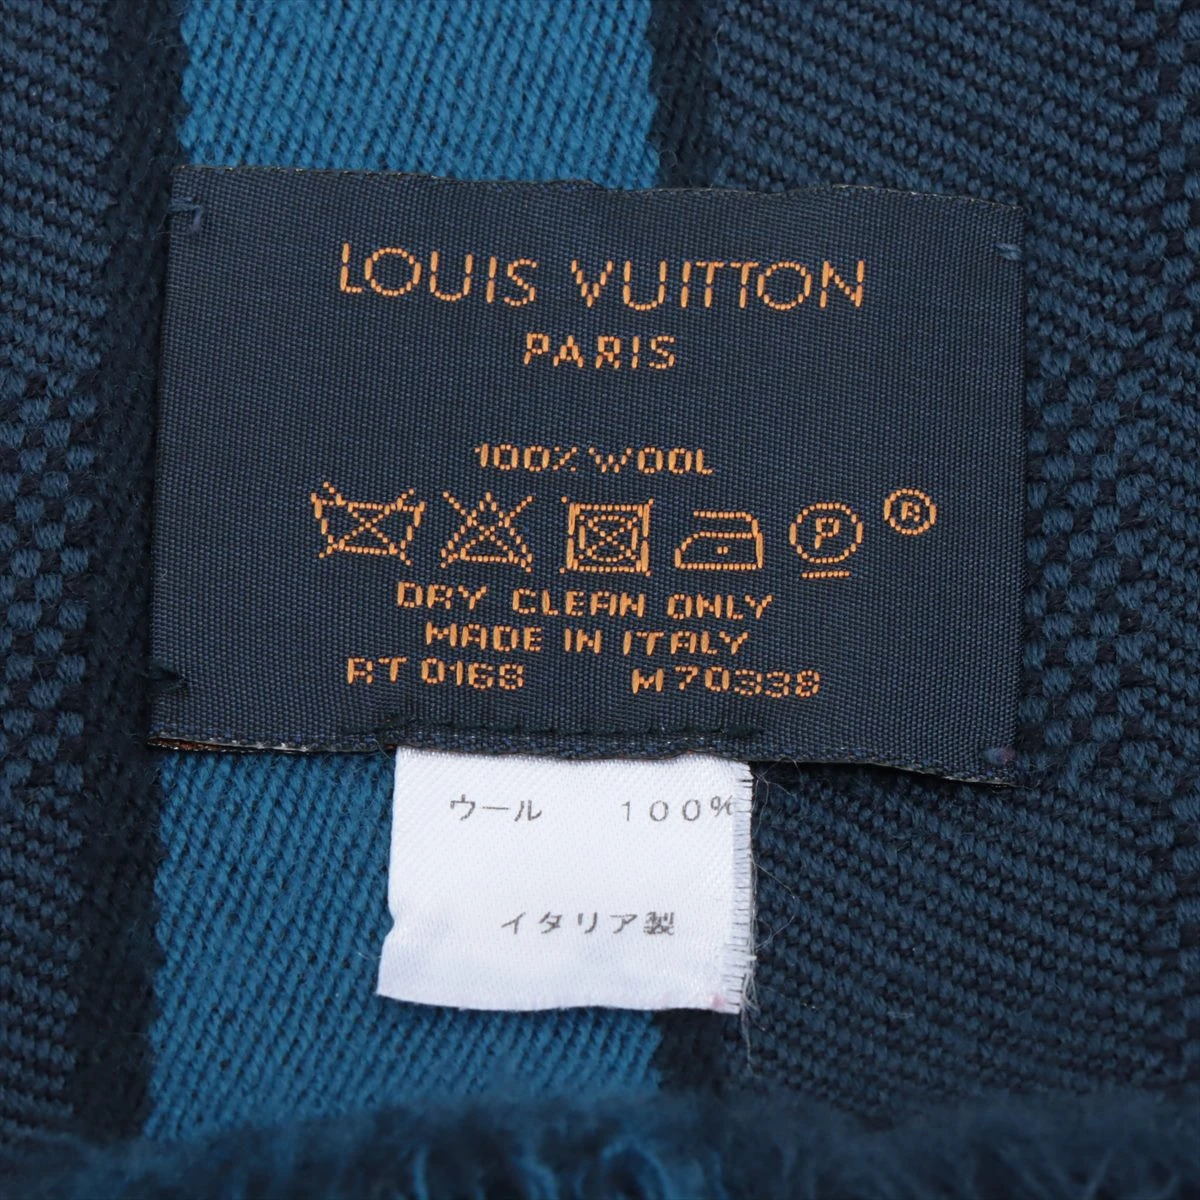 LOUIS VUITTON
PARIS
100% WOOL
P ®
DRY CLEAN ONLY
MADE IN ITALY
RT 0168 M70338
ウール 100%
イタリア製